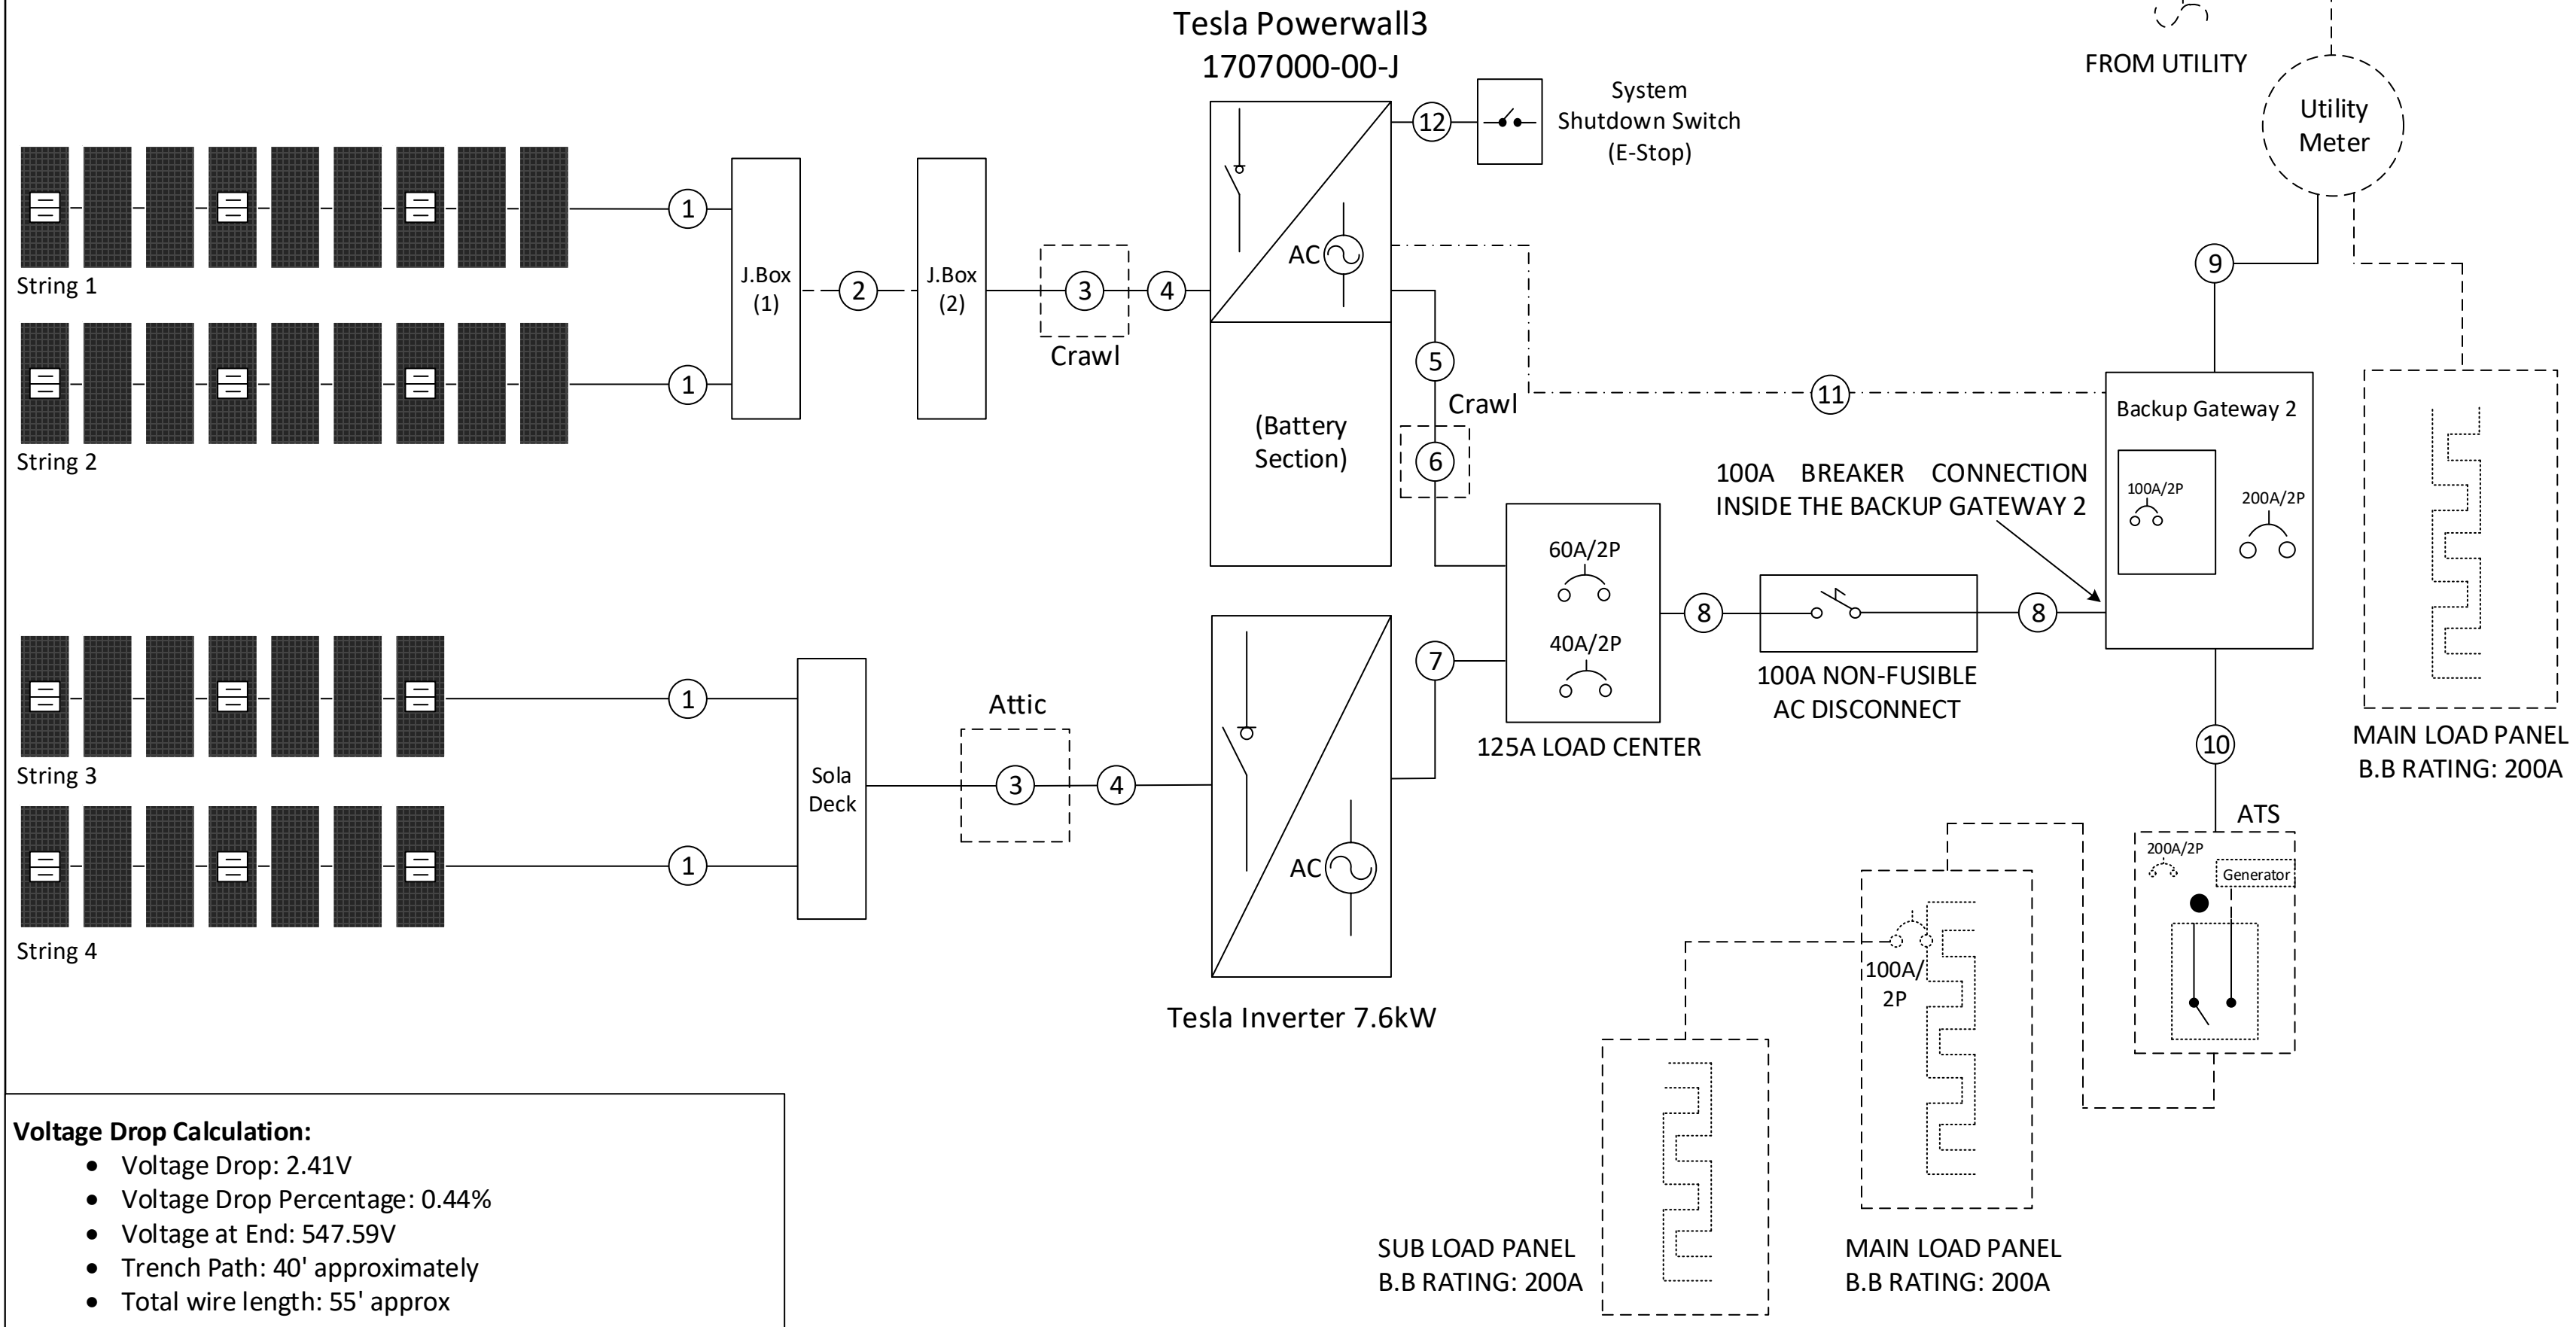 Tesla Powerwall3
1707000-00-J
FROM UTILITY
Utility
Meter
12
System
Shutdown Switch
(E-Stop)
1
String 1
1
String 2
J.Box
(1)
2
J.Box
(2)
3
Crawl
4
AC
(Battery
Section)
5
Crawl
6
11
9
Backup Gateway 2
100A/2P
200A/2P
100A BREAKER CONNECTION
INSIDE THE BACKUP GATEWAY 2
60A/2P
40A/2P
125A LOAD CENTER
8
100A NON-FUSIBLE
AC DISCONNECT
8
MAIN LOAD PANEL
B.B RATING: 200A
1
String 3
1
String 4
Sola
Deck
Attic
3
4
AC
Tesla Inverter 7.6kW
7
10
ATS
200A/2P
Generator
100A/
2P
SUB LOAD PANEL
B.B RATING: 200A
MAIN LOAD PANEL
B.B RATING: 200A
Voltage Drop Calculation:
• Voltage Drop: 2.41V
• Voltage Drop Percentage: 0.44%
• Voltage at End: 547.59V
• Trench Path: 40' approximately
• Total wire length: 55' approx